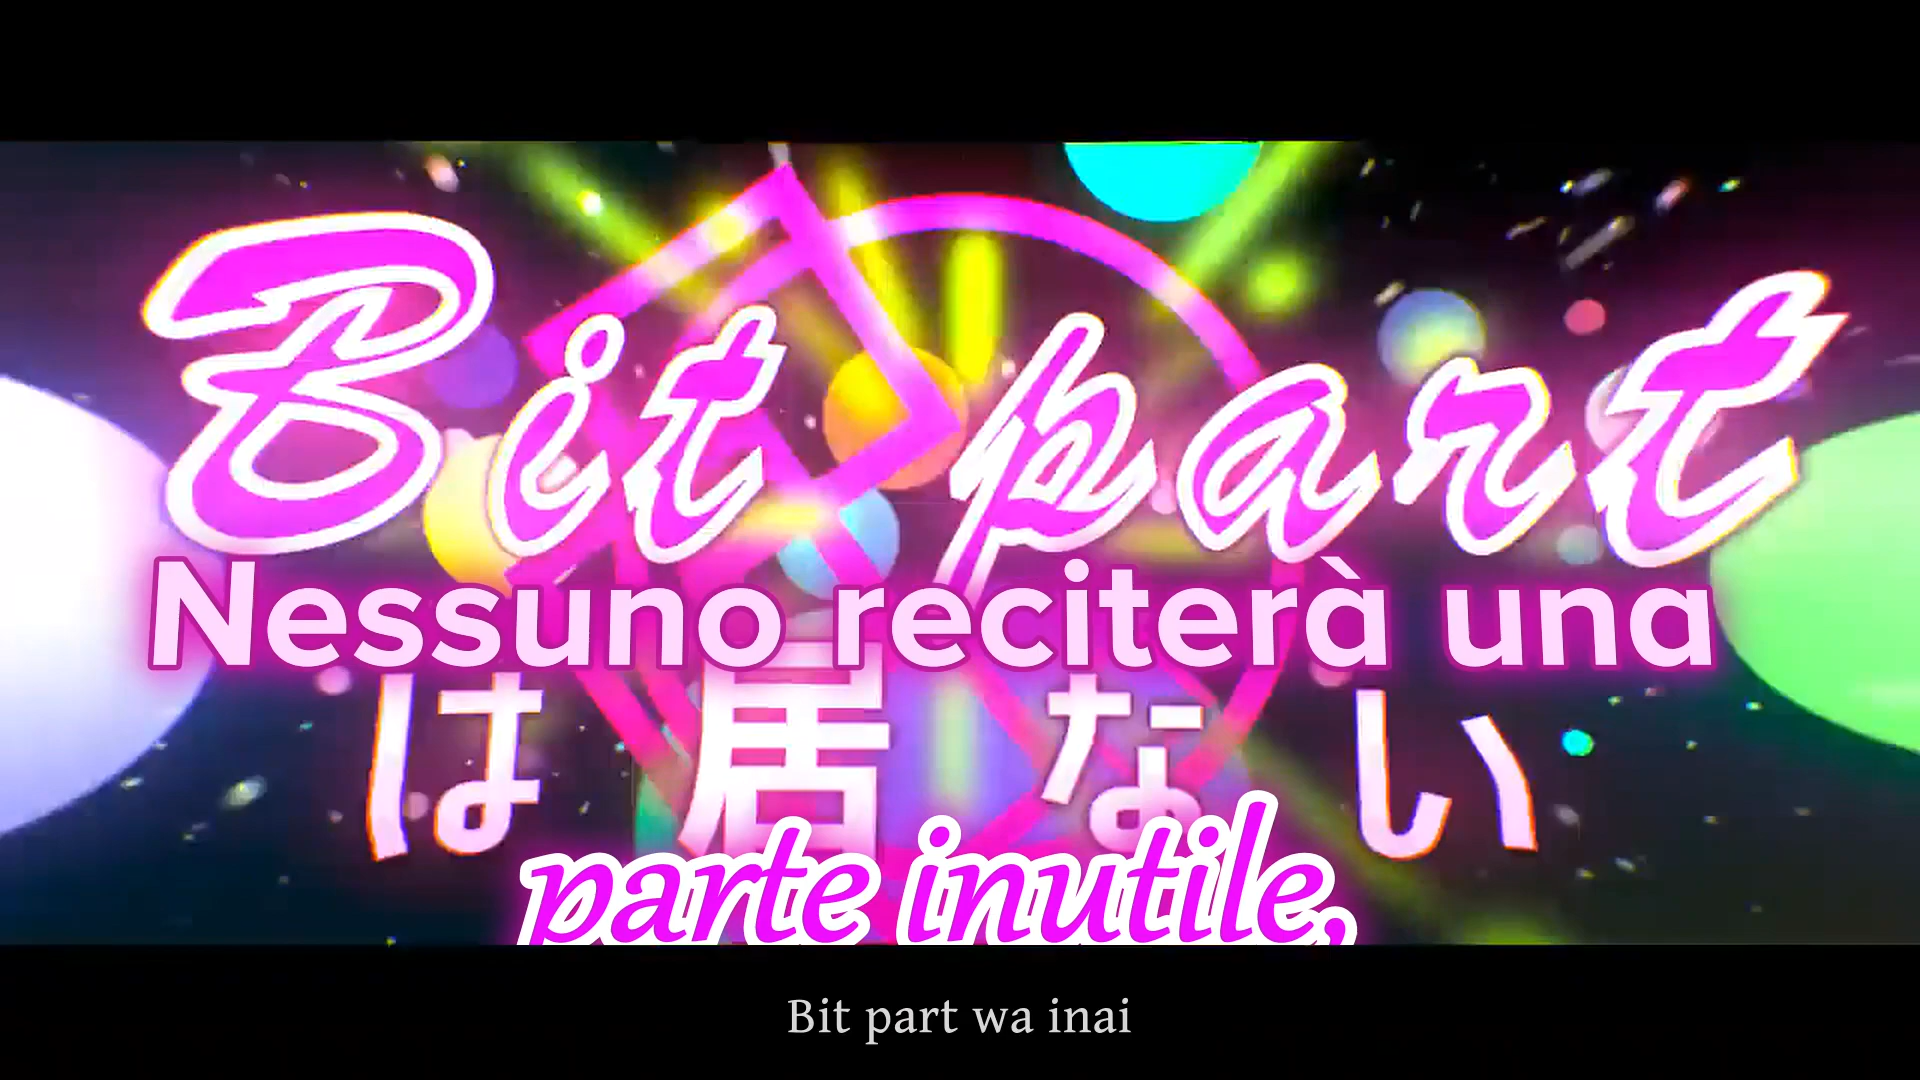 Bit part
Nessuno reciterà una
は居ない
parte inutile,
Bit part wa inai